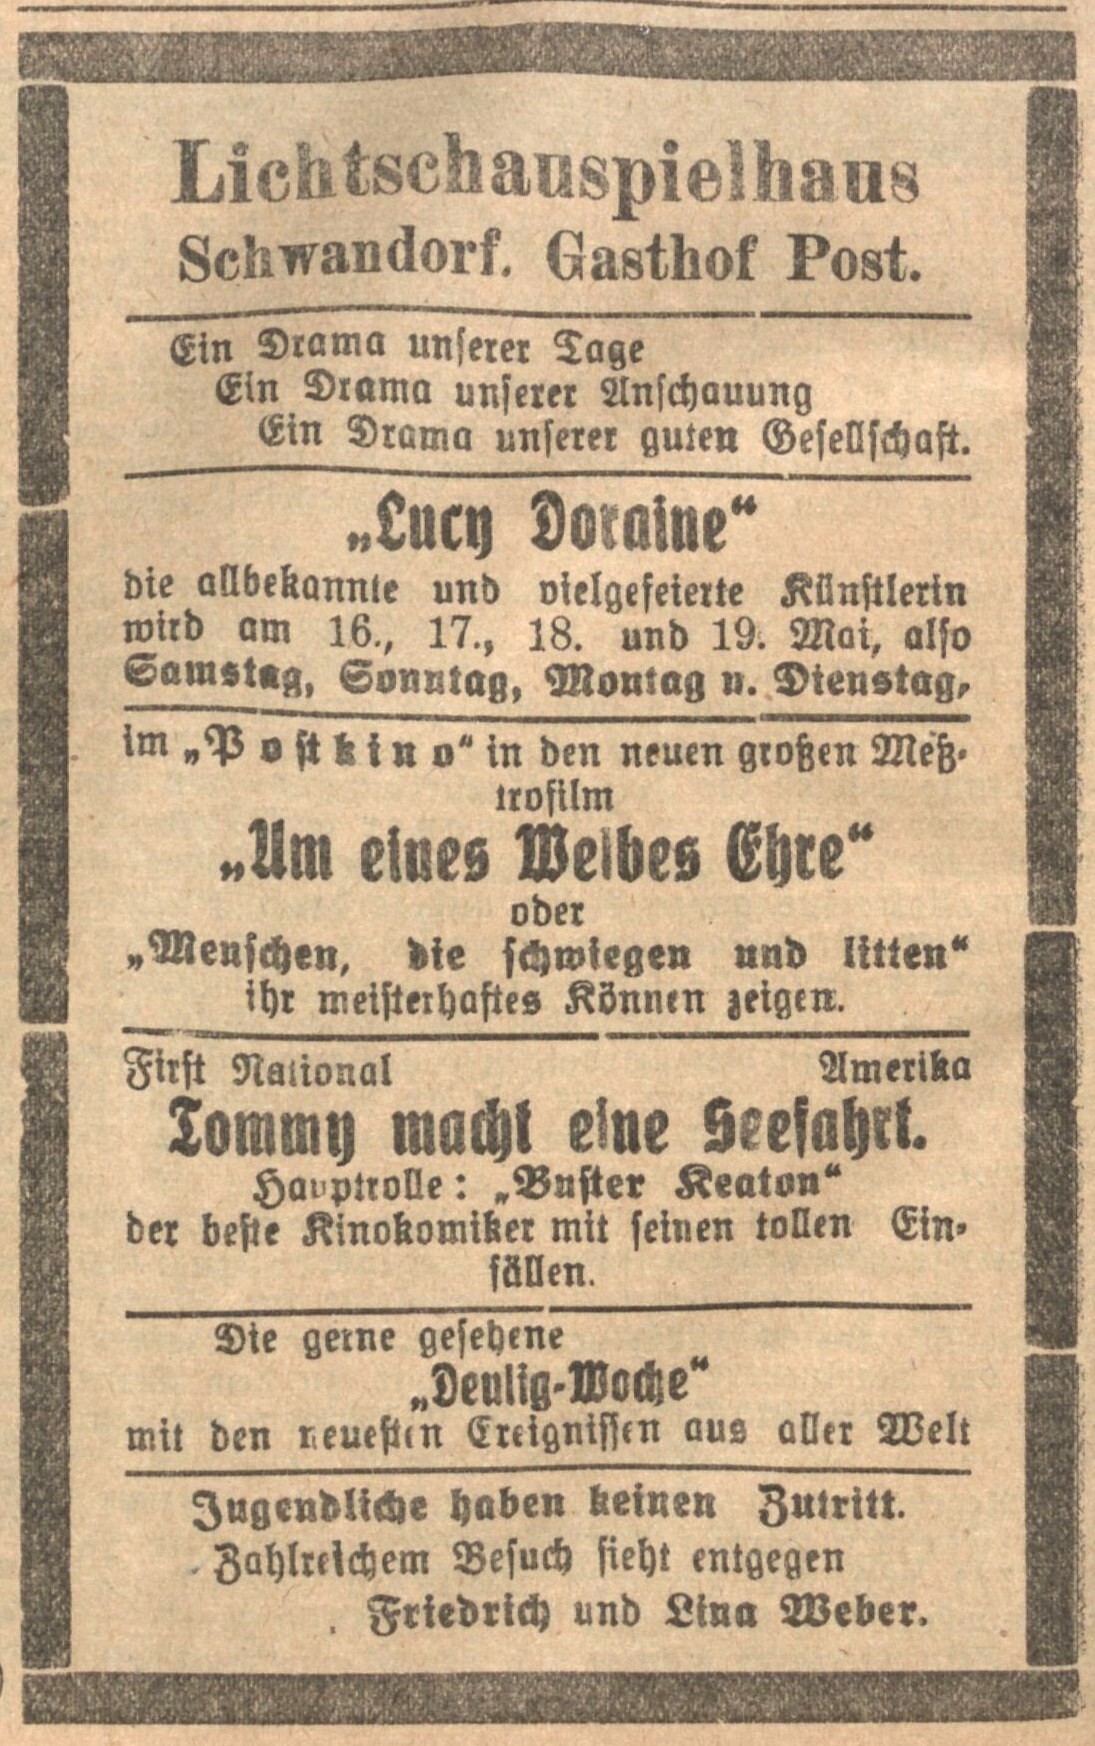 Lichtschauspielhaus
Schwandorf. Gasthof Post.
Ein Drama unserer Tage
Ein Drama unserer Anschauung
Ein Drama unserer guten Gesellschaft.
„Lucy Doraine“
die allbekannte und vielgefeierte Künstlerin
wird am 16., 17., 18. und 19. Mai, also
Samstag, Sonntag, Montag u. Dienstag,
im „Postkino“ in den neuen großen Meß-
trofilm
„Um eines Weibes Ehre“
oder
„Menschen, die schwiegen und litten“
ihr meisterhaftes Können zeigen.
First National Amerika
Tommy macht eine Seefahrt.
Hauptrolle: „Buster Keaton“
der beste Kinokomiker mit seinen tollen Ein-
fällen.
Die gerne gesehene
„Deulig-Woche“
mit den neuesten Ereignissen aus aller Welt
Jugendliche haben keinen Zutritt.
Zahlreichem Besuch sieht entgegen
Friedrich und Lina Weber.